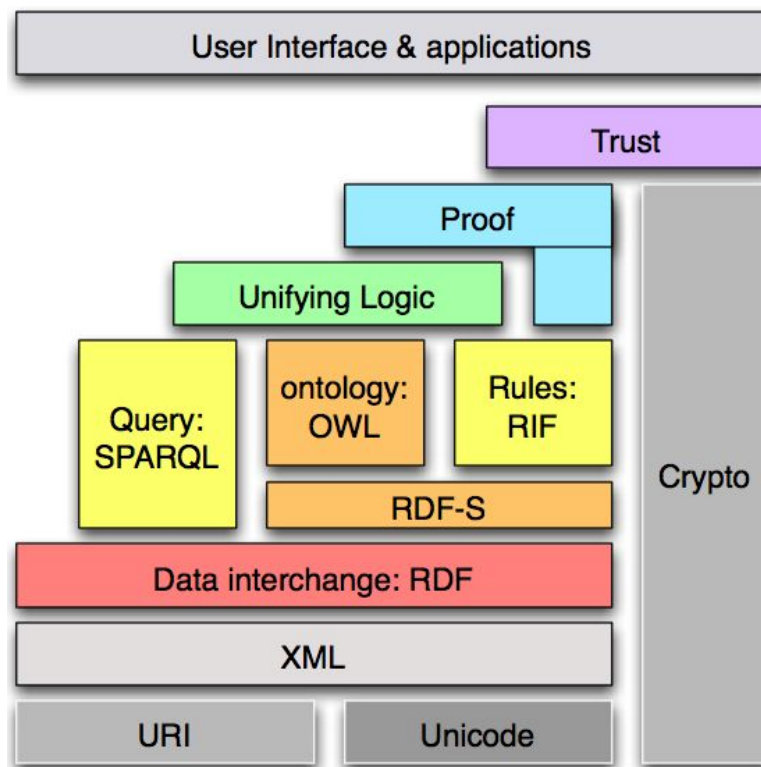 User Interface & applications
Trust
Proof
Unifying Logic
Query:
SPARQL
ontology:
OWL
Rules:
RIF
Crypto
RDF-S
Data interchange: RDF
XML
URI
Unicode